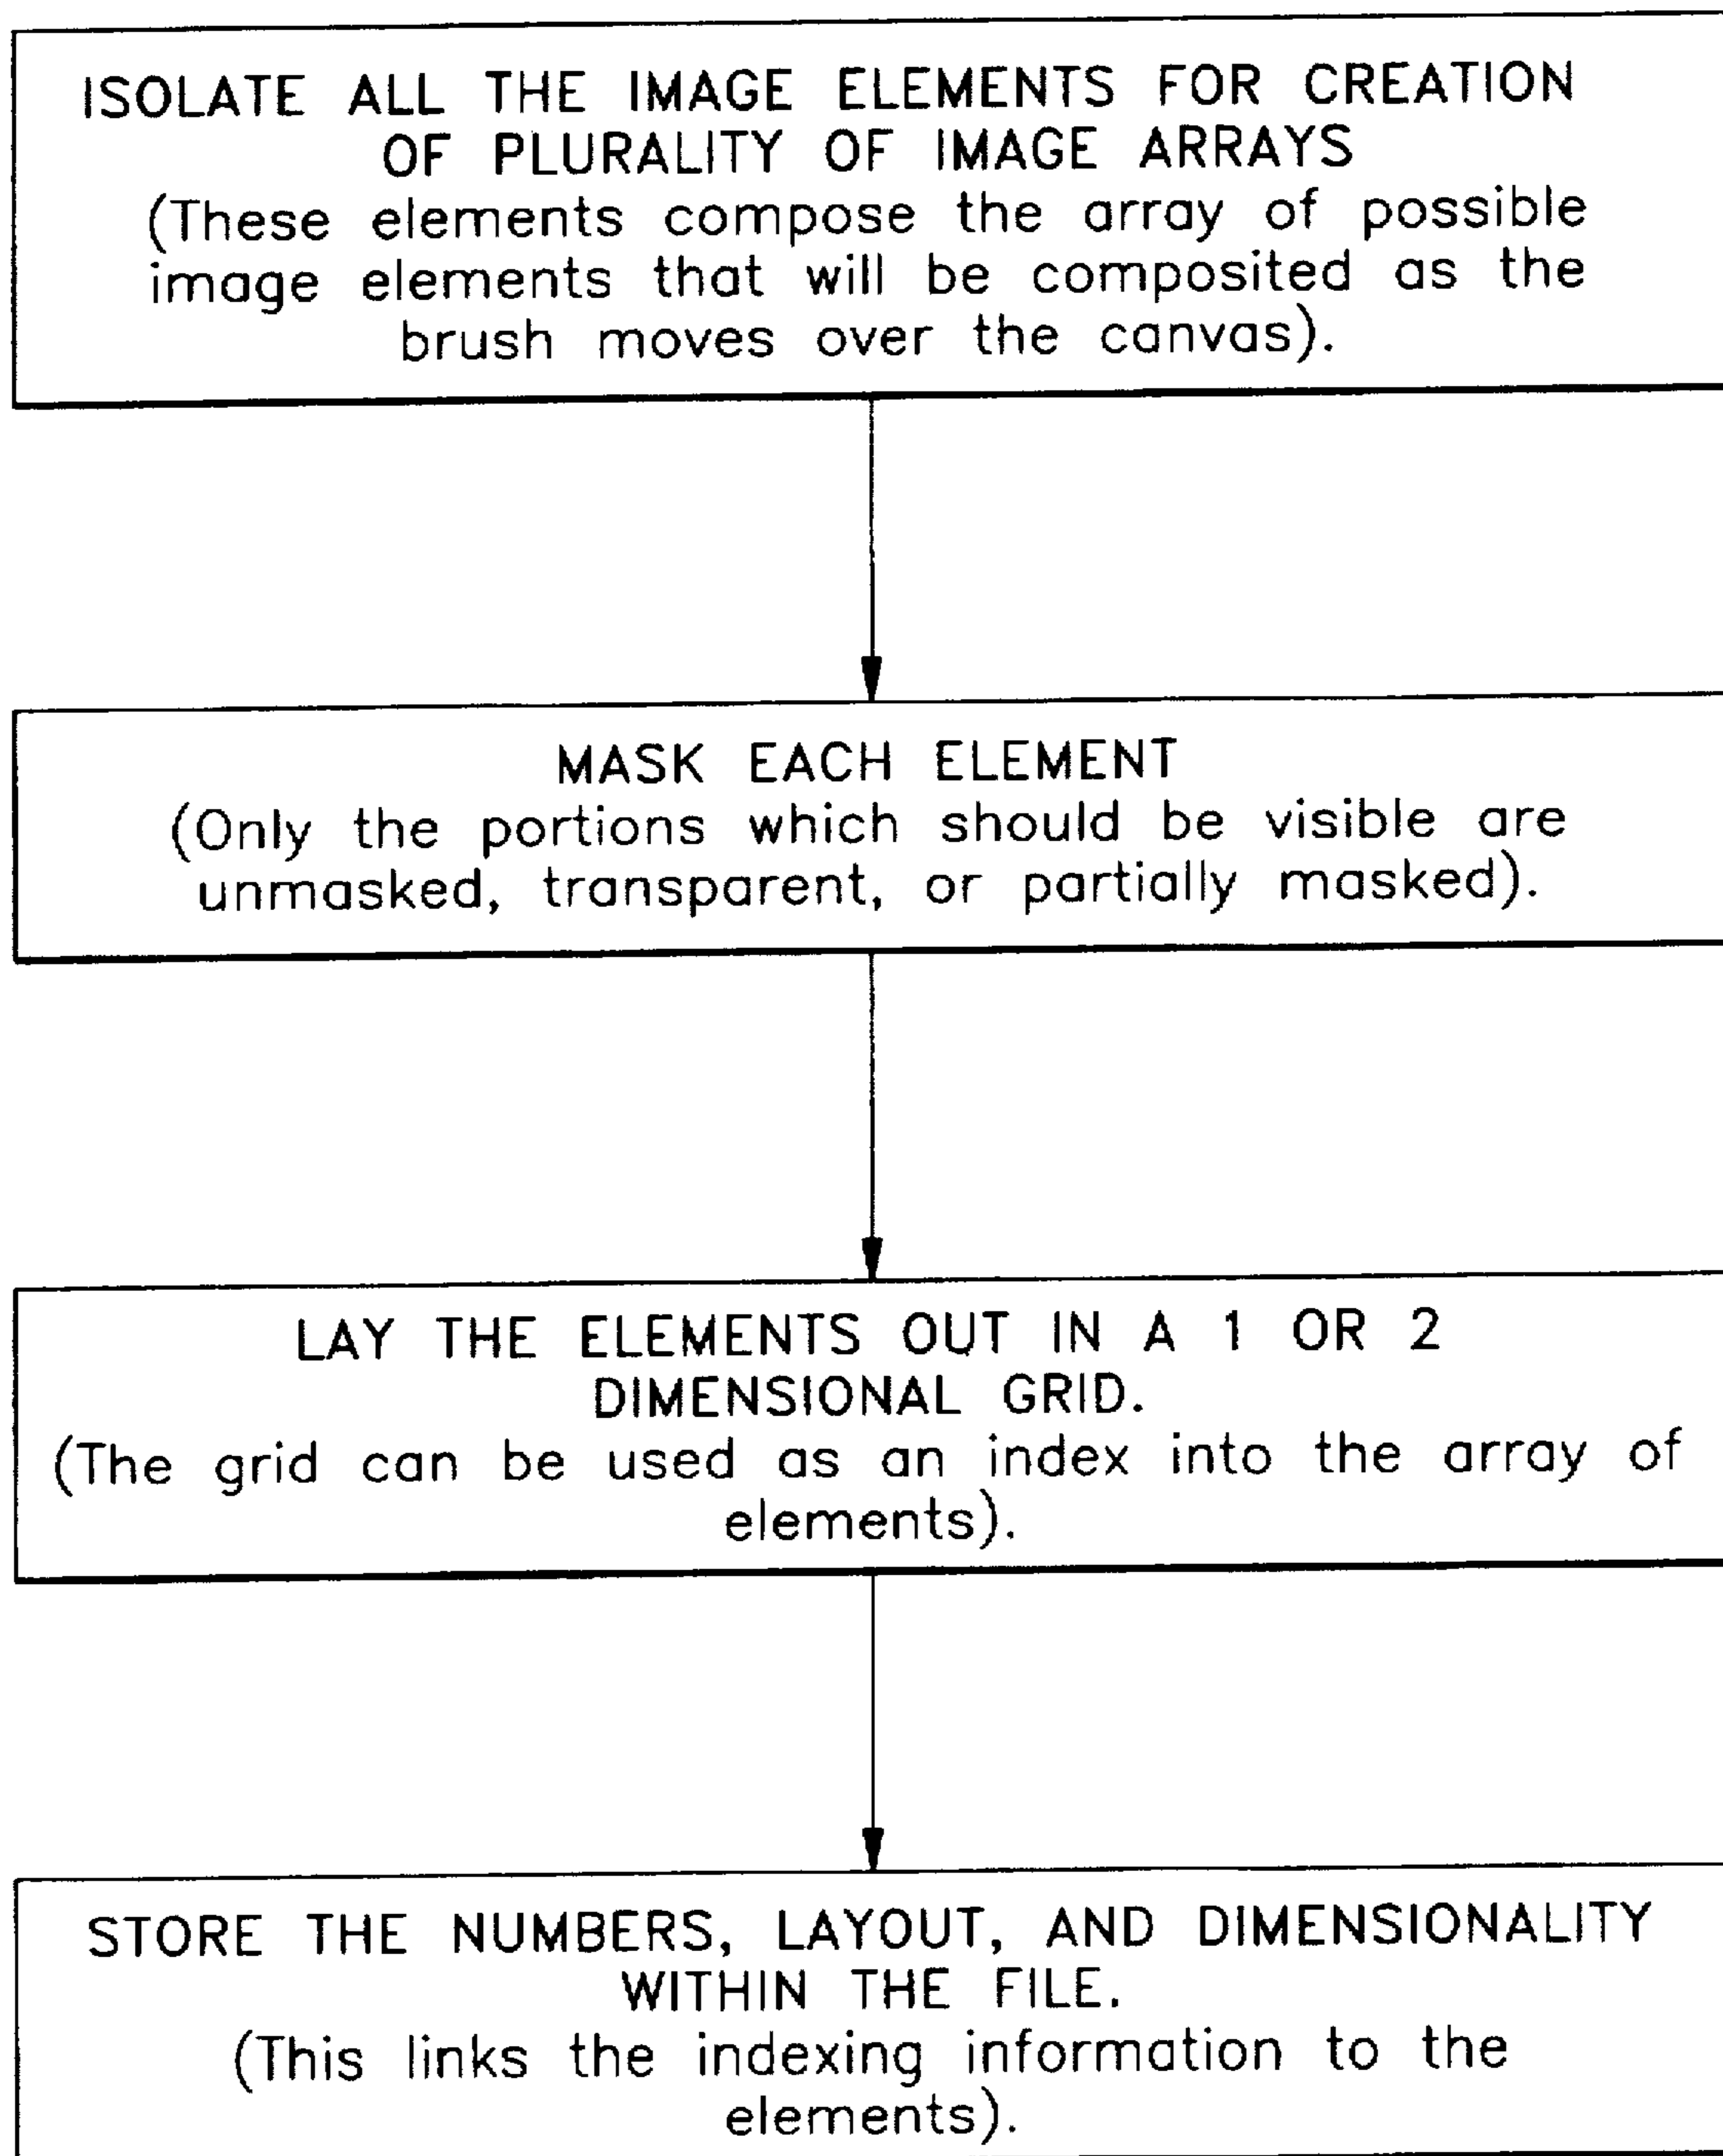 ISOLATE ALL THE IMAGE ELEMENTS FOR CREATION
OF PLURALITY OF IMAGE ARRAYS
(These elements compose the array of possible
image elements that will be composited as the
brush moves over the canvas).
MASK EACH ELEMENT
(Only the portions which should be visible are
unmasked, transparent, or partially masked).
LAY THE ELEMENTS OUT IN A 1 OR 2
DIMENSIONAL GRID.
(The grid can be used as an index into the array of
elements).
STORE THE NUMBERS, LAYOUT, AND DIMENSIONALITY
WITHIN THE FILE.
(This links the indexing information to the
elements).